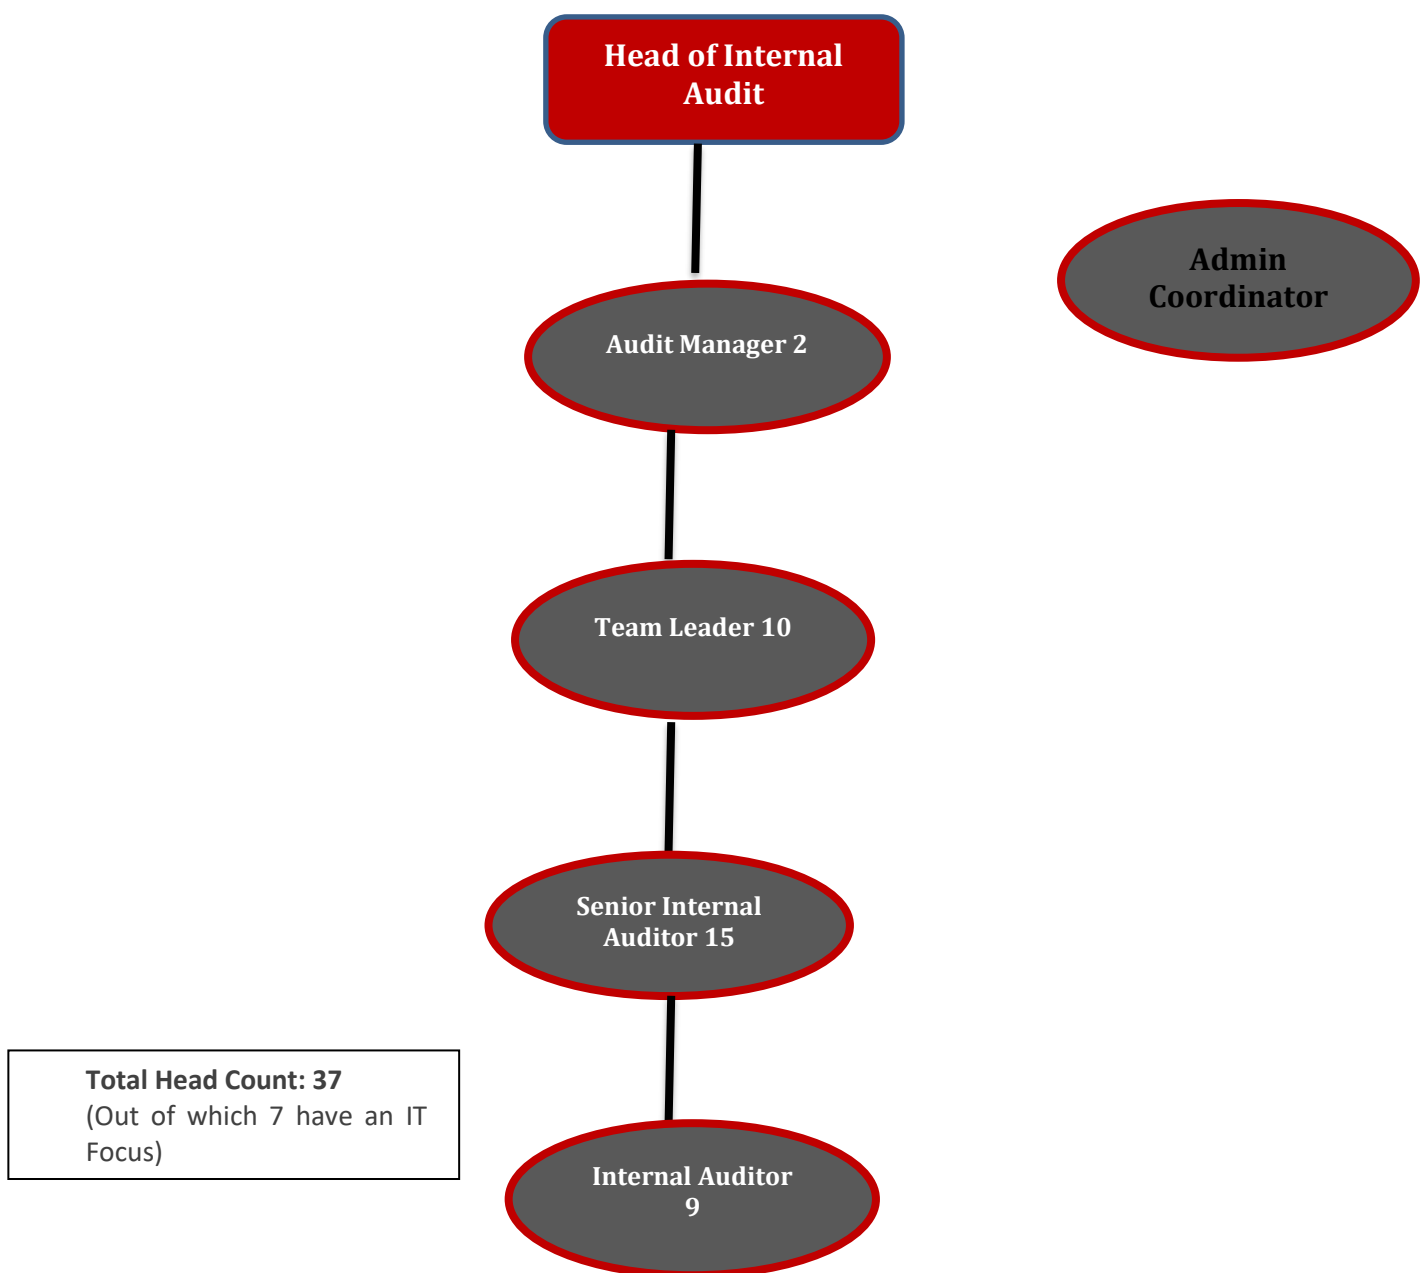 Head of Internal
Audit
Admin
Coordinator
Audit Manager 2
Team Leader 10
Senior Internal
Auditor 15
Total Head Count: 37
(Out of which 7 have an IT
Focus)
Internal Auditor
9